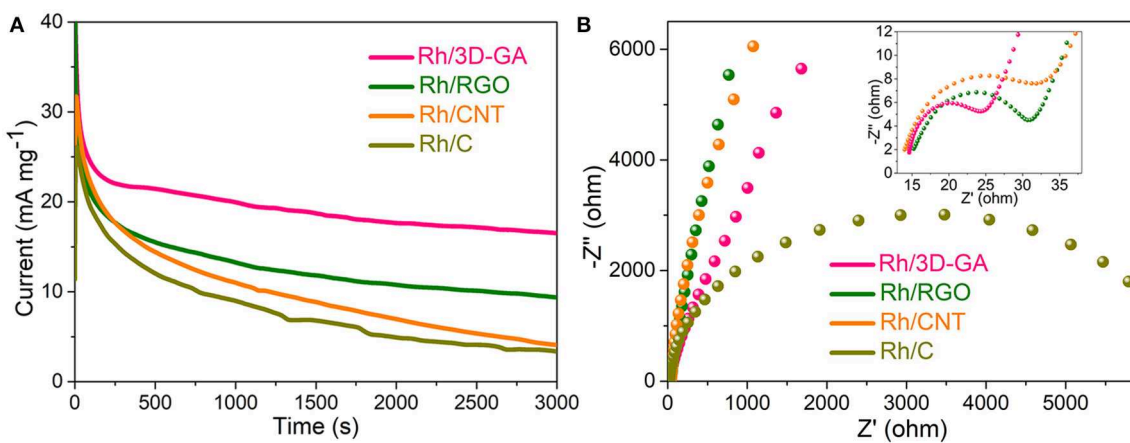 A
40
30
20
10
0
Current (mA mg⁻¹)
Rh/3D-GA
Rh/RGO
Rh/CNT
Rh/C
500 1000 1500 2000 2500 3000
Time (s)
B
6000
4000
2000
0
-Z" (ohm)
12
10
8
6
4
2
0
-Z" (ohm)
15 20 25 30 35
Z' (ohm)
Rh/3D-GA
Rh/RGO
Rh/CNT
Rh/C
0 1000 2000 3000 4000 5000
Z' (ohm)